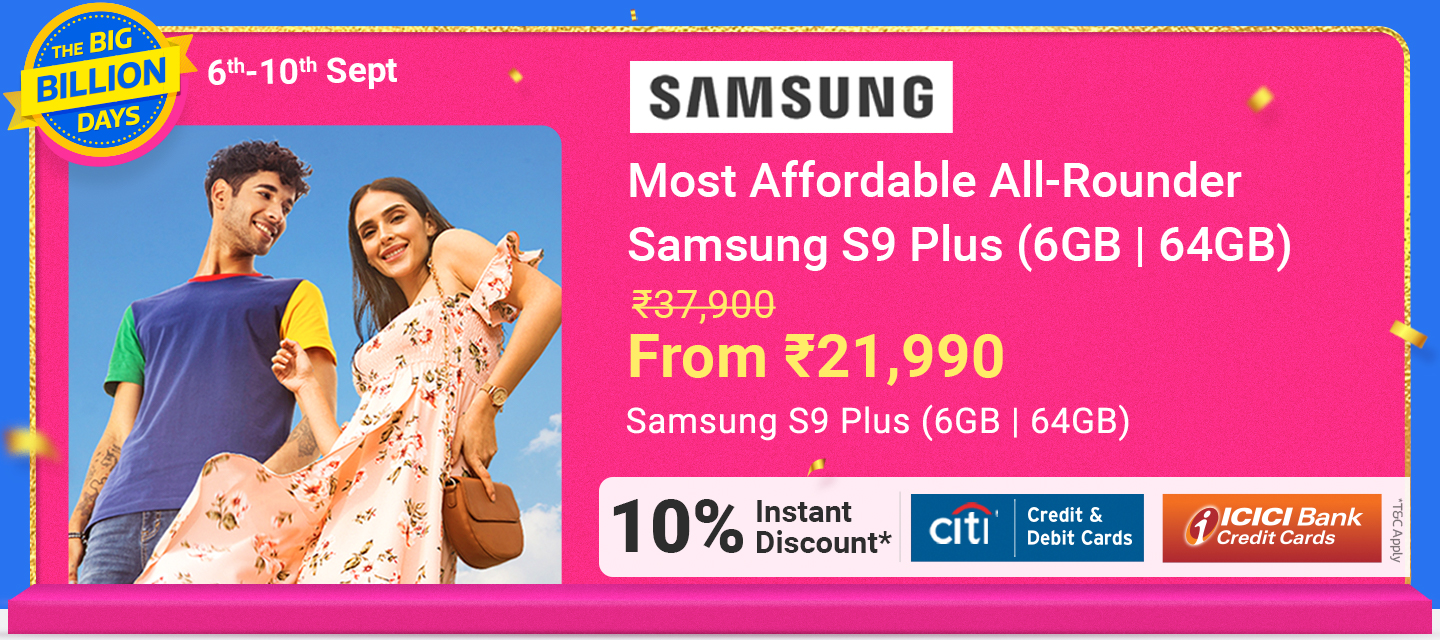 THE BIG
BILLION
DAYS
6th-10th Sept
SAMSUNG
Most Affordable All-Rounder
Samsung S9 Plus (6GB | 64GB)
₹37,900
From ₹21,990
Samsung S9 Plus (6GB | 64GB)
10% Instant
Discount*
citi
Credit &
Debit Cards
ICICI Bank
Credit Cards
*T&C Apply